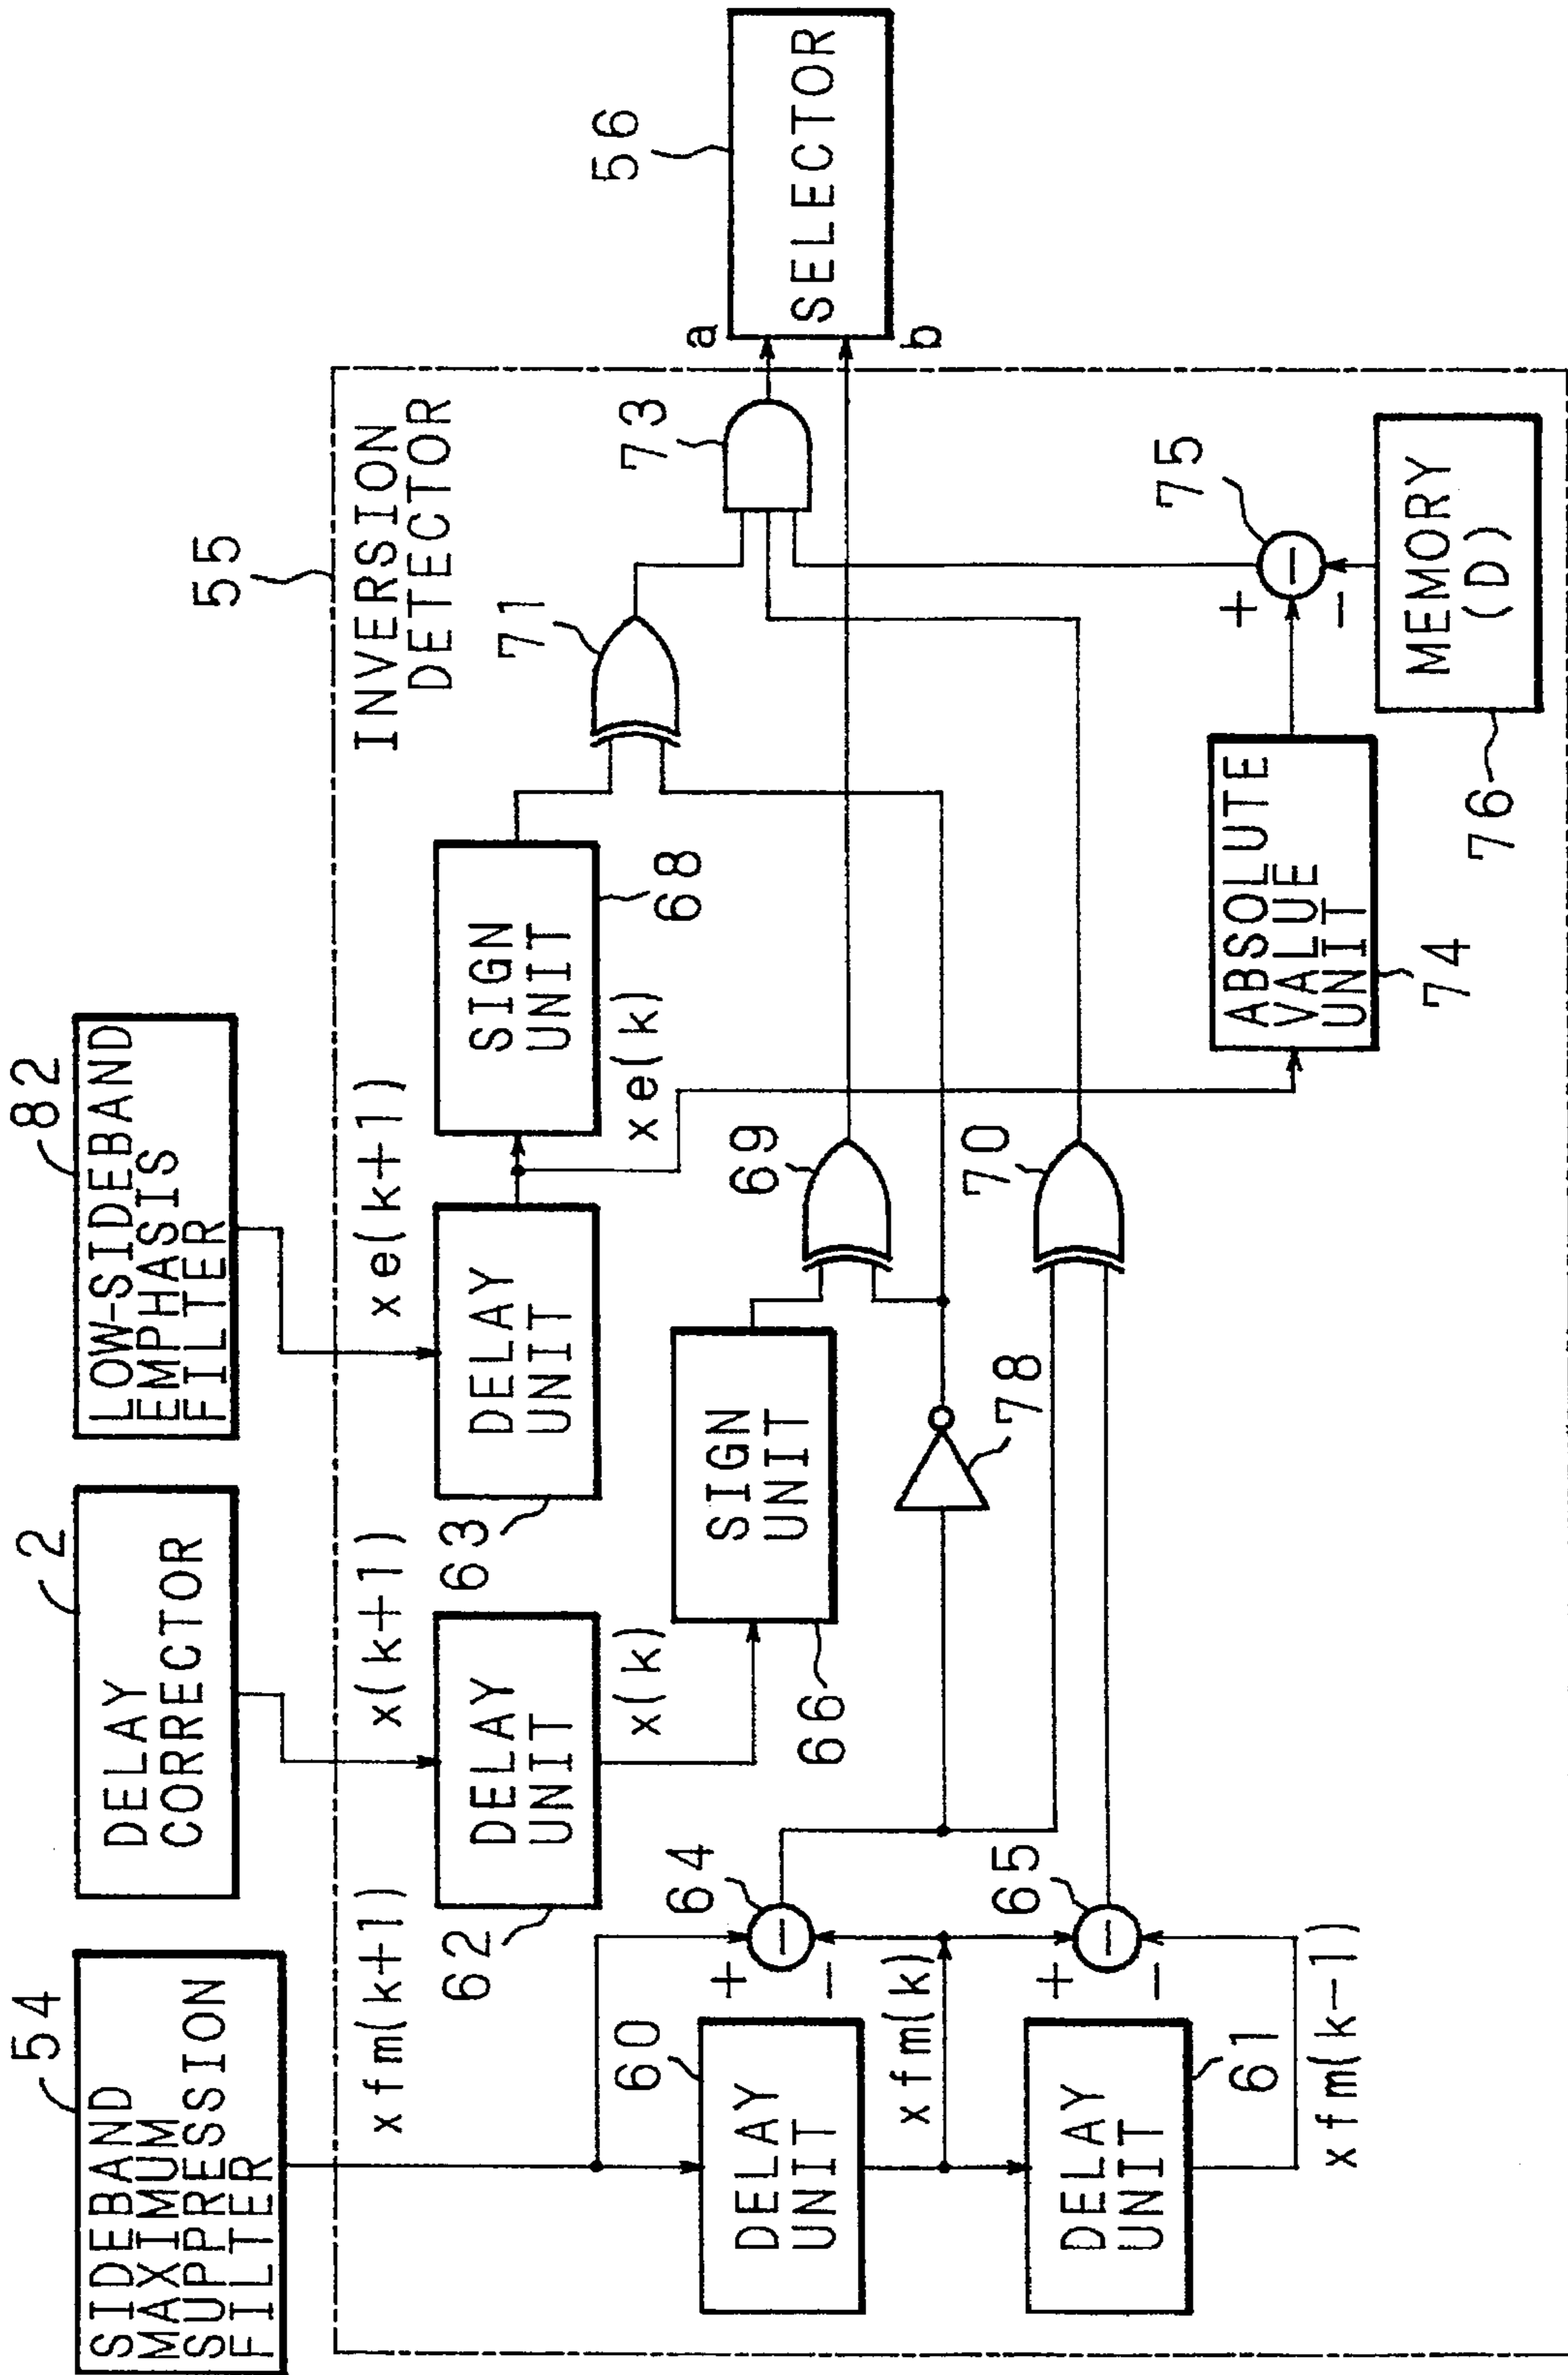 54
SIDEBAND
MAXIMUM
SUPPRESSION
FILTER
2
DELAY
CORRECTOR
82
LOW-SIDEBAND
EMPHASIS
FILTER
55
INVERSION
DETECTOR
xfm(k+1)
x(k+1)
xe(k+1)
62
DELAY
UNIT
x(k)
63
DELAY
UNIT
xe(k)
SIGN
UNIT
68
71
73
a
b
56
SELECTOR
60
DELAY
UNIT
+
−
64
−
66
SIGN
UNIT
69
78
xfm(k)
DELAY
UNIT
61
+
−
65
−
70
xfm(k−1)
ABSOLUTE
VALUE
UNIT
74
+
−
75
−
MEMORY
(D)
76